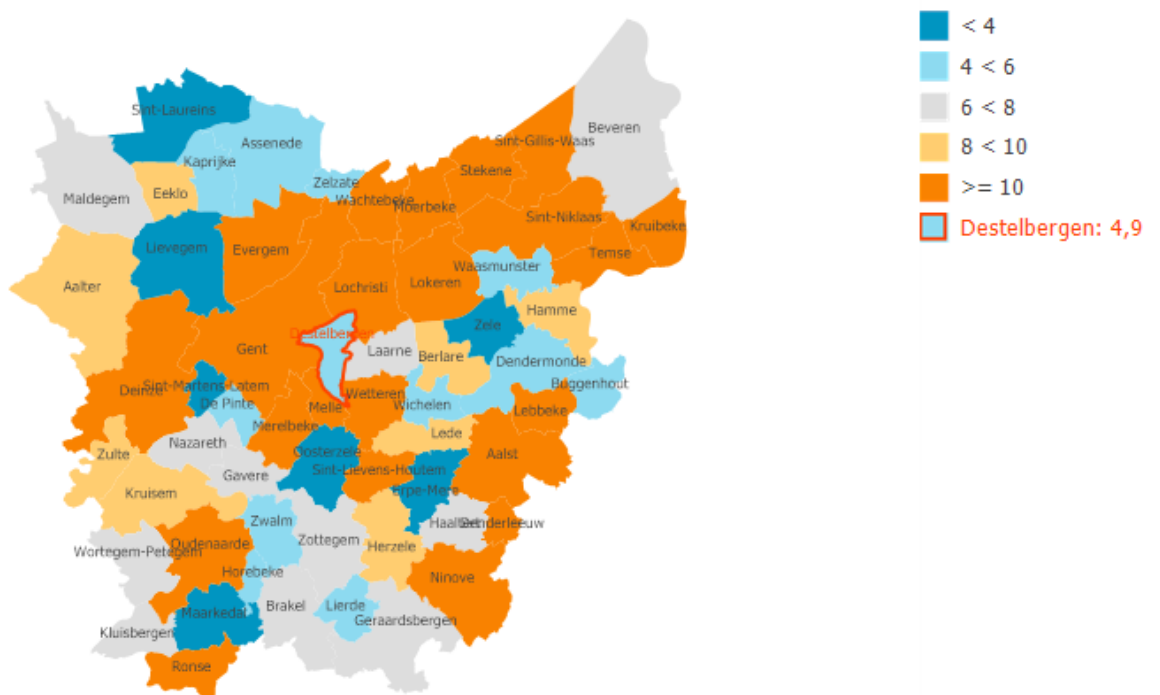 < 4
4 < 6
6 < 8
8 < 10
>= 10
Destelbergen: 4,9
Sint-Laureins
Beveren
Assenede
Sint-Gillis-Waas
Kaprijke
Stekene
Zelzate
Eeklo
Maldegem
Wachtebeke
Moerbeke
Sint-Niklaas
Kruibeke
Lievegem
Evergem
Temse
Waasmunster
Lokeren
Aalter
Lochristi
Hamme
Zele
Destelbergen
Gent
Laarne
Berlare
Dendermonde
Buggenhout
Sint-Martens-Latem
Deinze
Wetteren
De Pinte
Melle
Wichelen
Lebbeke
Merelbeke
Lede
Nazareth
Zulte
Oosterzele
Aalst
Sint-Lievens-Houtem
Gavere
Kruisem
Erpe-Mere
Zwalm
Haaltert
Denderleeuw
Zottegem
Oudenaarde
Herzele
Wortegem-Petegem
Horebeke
Ninove
Brakel
Lierde
Maarkedal
Geraardsbergen
Kluisbergen
Ronse